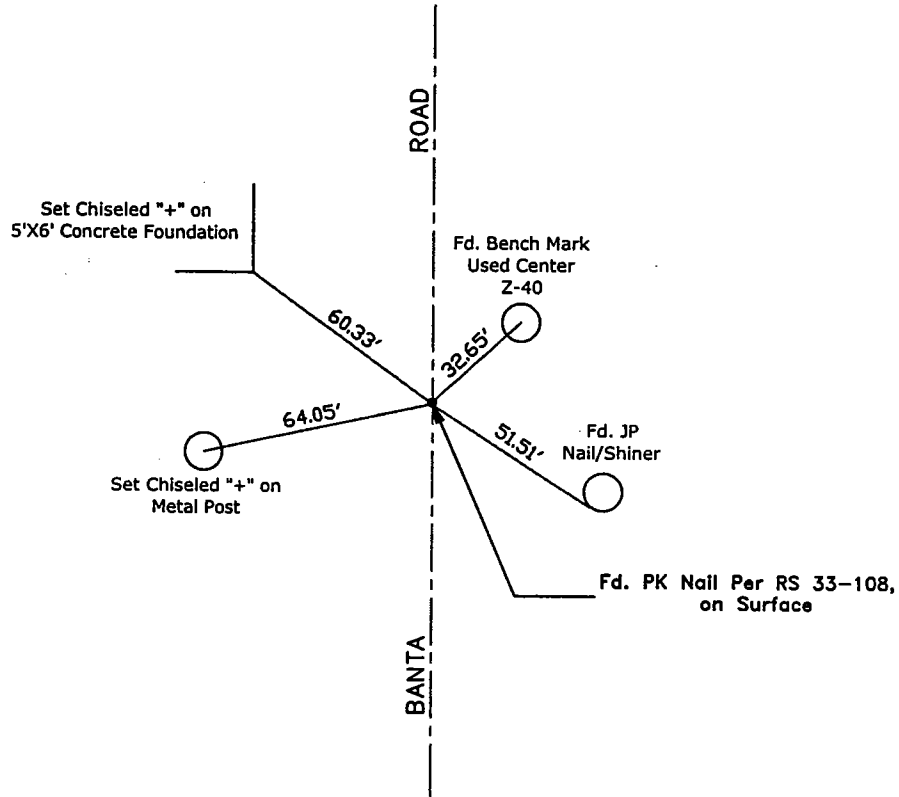 ROAD
Set Chiseled "+" on
5'X6' Concrete Foundation
Fd. Bench Mark
Used Center
Z-40
60.33'
32.65'
64.05'
51.51'
Fd. JP
Nail/Shiner
Set Chiseled "+" on
Metal Post
Fd. PK Nail Per RS 33-108,
on Surface
BANTA